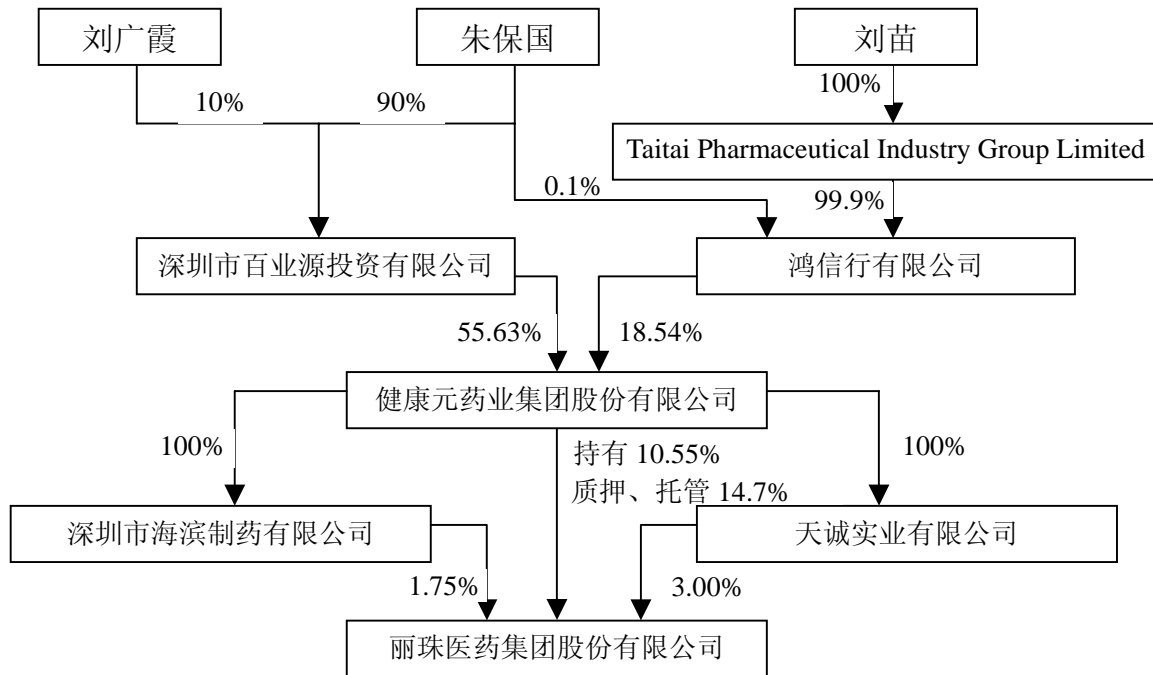 刘广霞
朱保国
刘苗
10%
90%
100%
Taitai Pharmaceutical Industry Group Limited
0.1%
99.9%
深圳市百业源投资有限公司
鸿信行有限公司
55.63%
18.54%
健康元药业集团股份有限公司
100%
持有 10.55%
100%
质押、托管 14.7%
深圳市海滨制药有限公司
天诚实业有限公司
1.75%
3.00%
丽珠医药集团股份有限公司